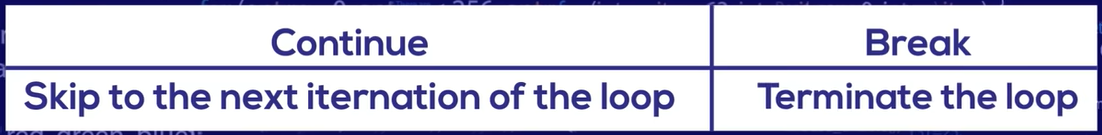 Continue Break
Skip to the next iternation of the loop Terminate the loop